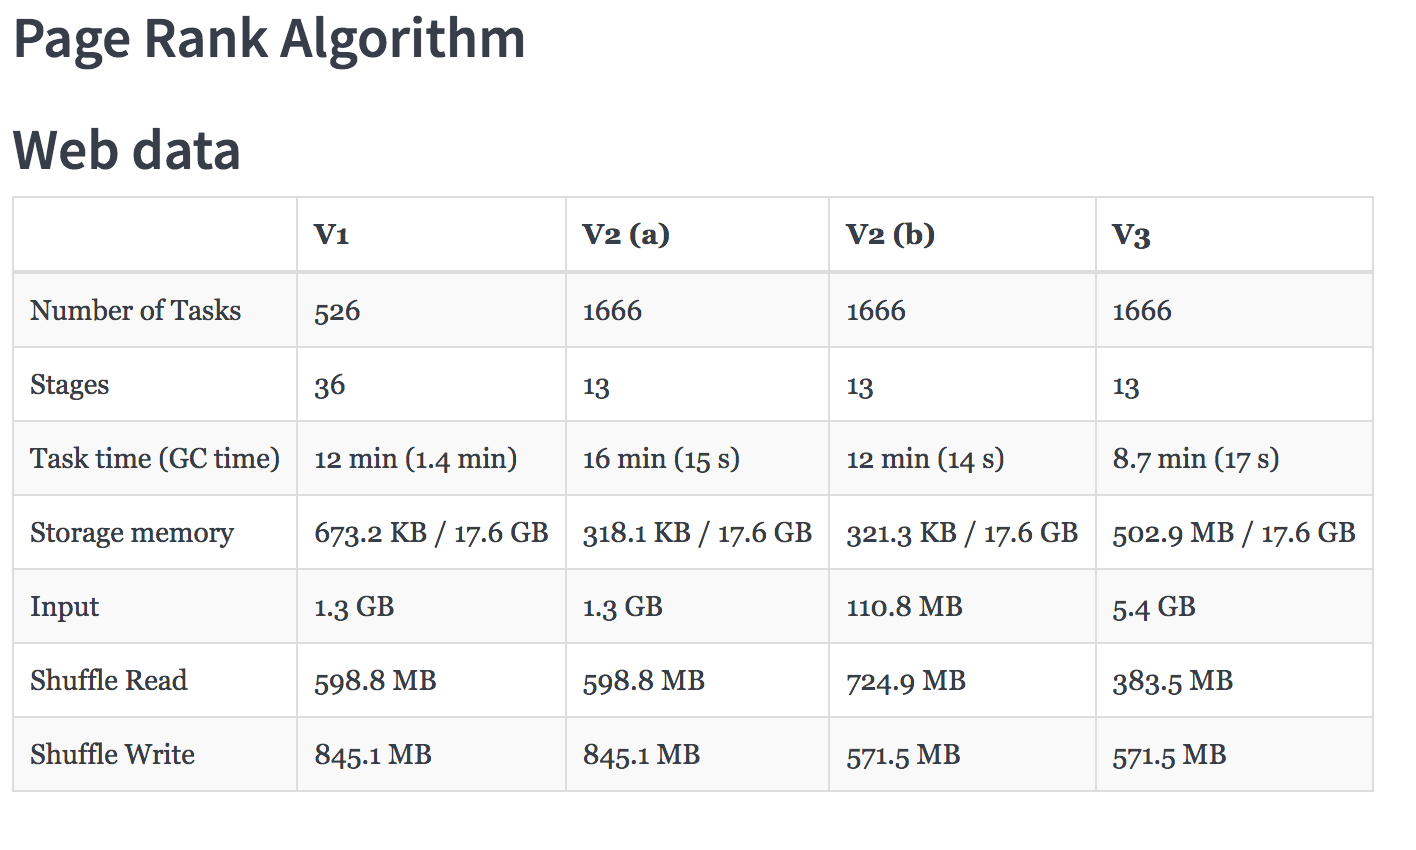 Page Rank Algorithm
Web data
V1 V2 (a) V2 (b) V3
Number of Tasks 526 1666 1666 1666
Stages 36 13 13 13
Task time (GC time) 12 min (1.4 min) 16 min (15 s) 12 min (14 s) 8.7 min (17 s)
Storage memory 673.2 KB / 17.6 GB 318.1 KB / 17.6 GB 321.3 KB / 17.6 GB 502.9 MB / 17.6 GB
Input 1.3 GB 1.3 GB 110.8 MB 5.4 GB
Shuffle Read 598.8 MB 598.8 MB 724.9 MB 383.5 MB
Shuffle Write 845.1 MB 845.1 MB 571.5 MB 571.5 MB